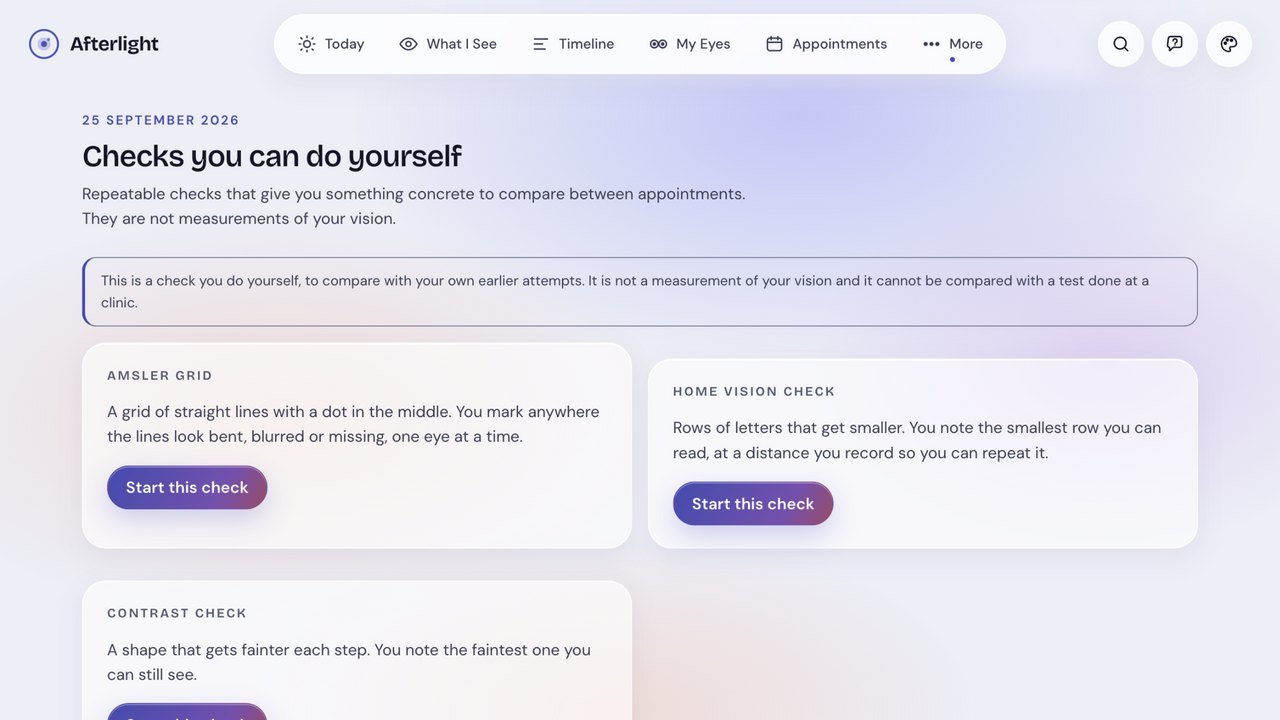 Afterlight
Today
What I See
Timeline
My Eyes
Appointments
More
25 SEPTEMBER 2026
Checks you can do yourself
Repeatable checks that give you something concrete to compare between appointments.
They are not measurements of your vision.
This is a check you do yourself, to compare with your own earlier attempts. It is not a measurement of your vision and it cannot be compared with a test done at a
clinic.
AMSLER GRID
A grid of straight lines with a dot in the middle. You mark anywhere
the lines look bent, blurred or missing, one eye at a time.
Start this check
HOME VISION CHECK
Rows of letters that get smaller. You note the smallest row you can
read, at a distance you record so you can repeat it.
Start this check
CONTRAST CHECK
A shape that gets fainter each step. You note the faintest one you
can still see.